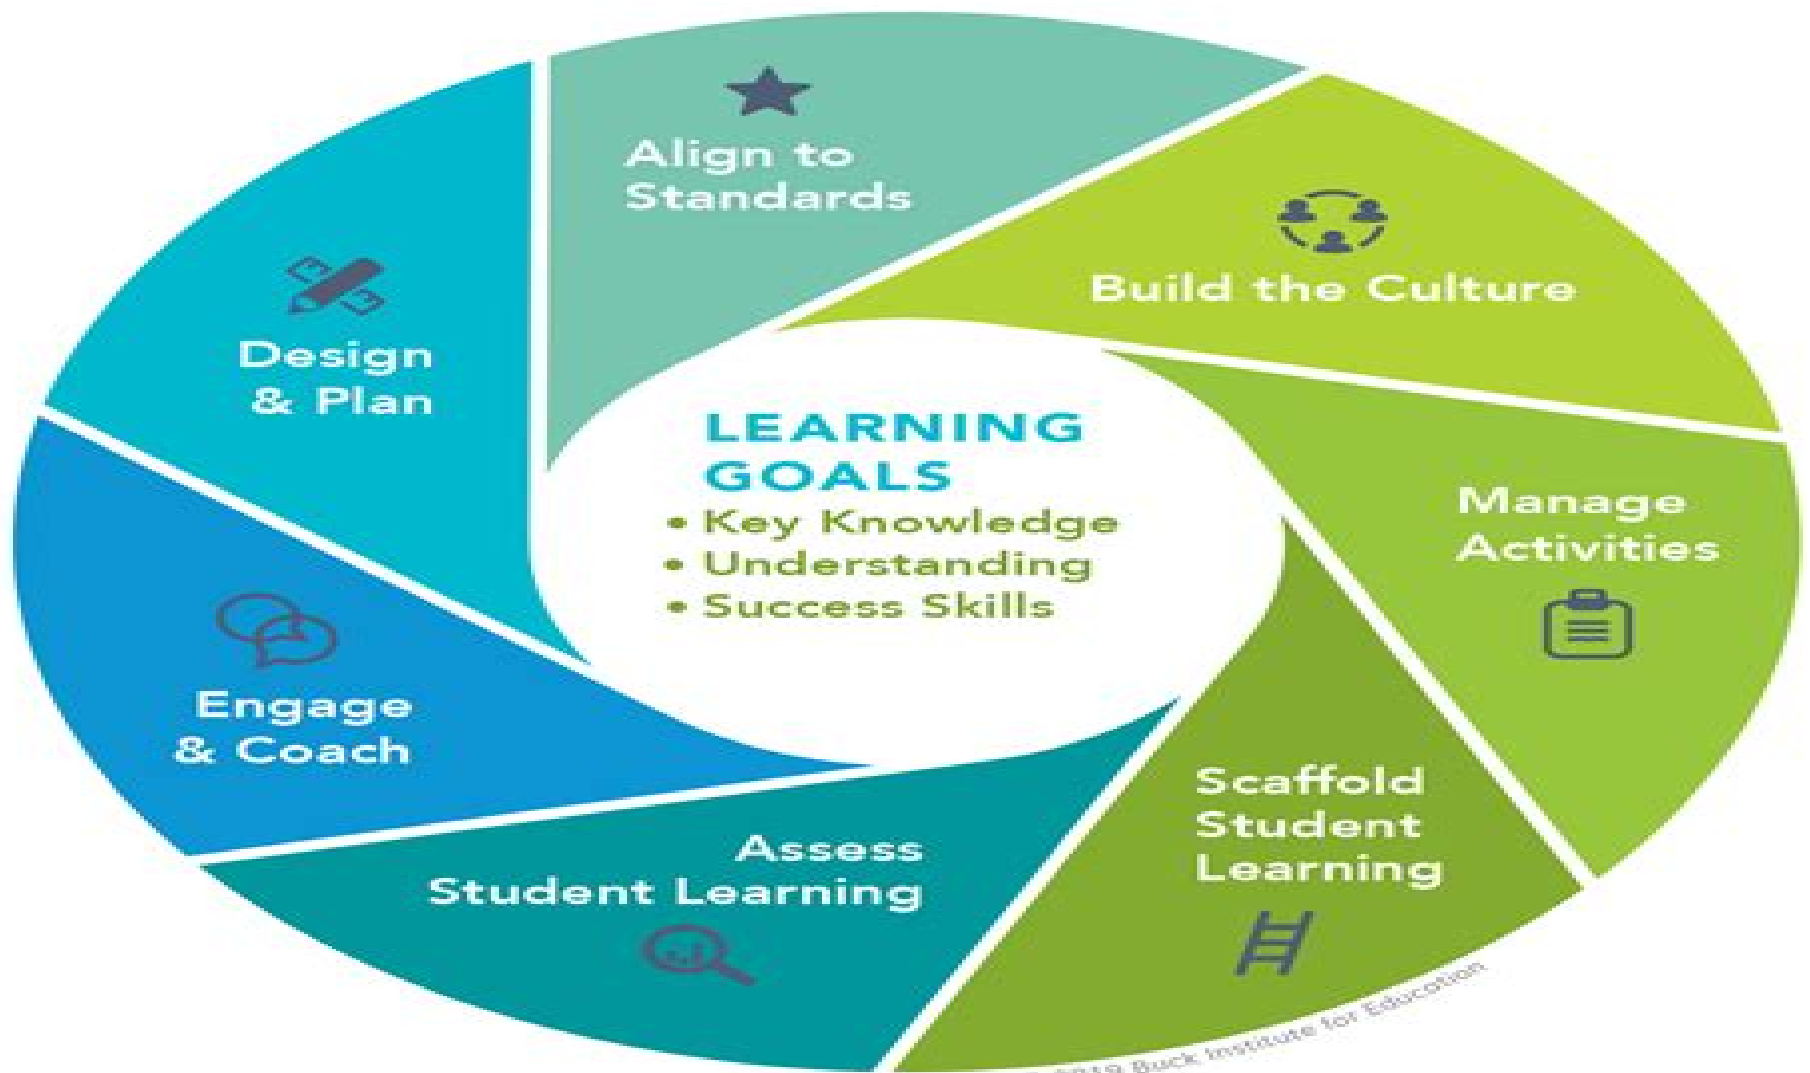 Align to
Standards
Build the Culture
Manage
Activities
Scaffold
Student
Learning
Assess
Student Learning
Engage
& Coach
Design
& Plan
LEARNING
GOALS
• Key Knowledge
• Understanding
• Success Skills
2019 Buck Institute for Education